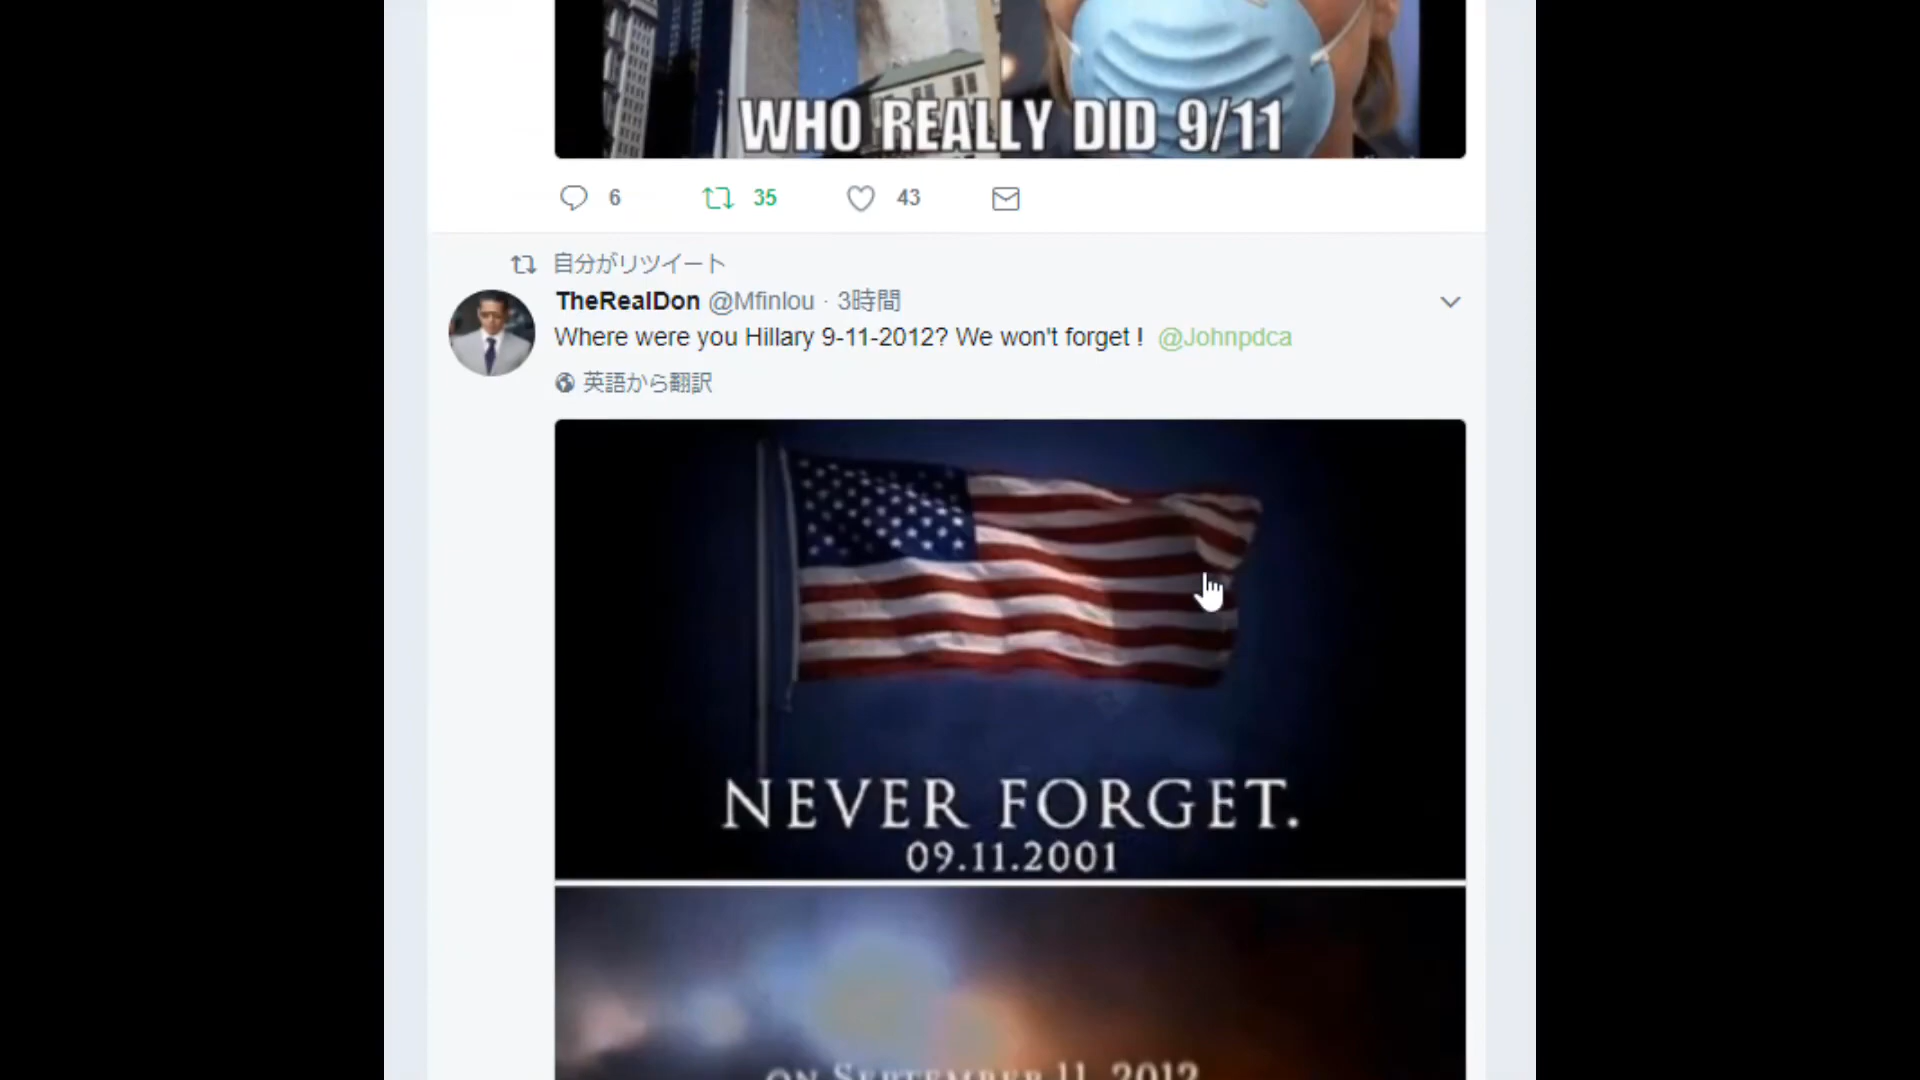 WHO REALLY DID 9/11
6 35 43
自分がリツイート
TheRealDon @Mfinlou · 3時間
Where were you Hillary 9-11-2012? We won't forget ! @Johnpdca
英語から翻訳
NEVER FORGET.
09.11.2001
ON SEPTEMBER 11, 2012